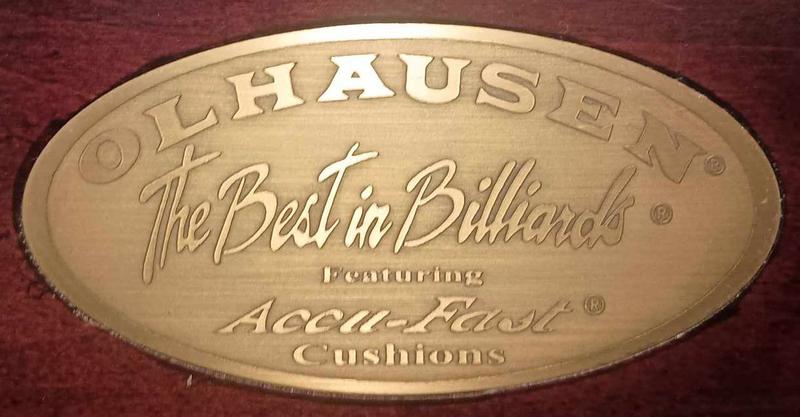 OLHAUSEN®
The Best in Billiards®
Featuring
Accu-Fast®
Cushions